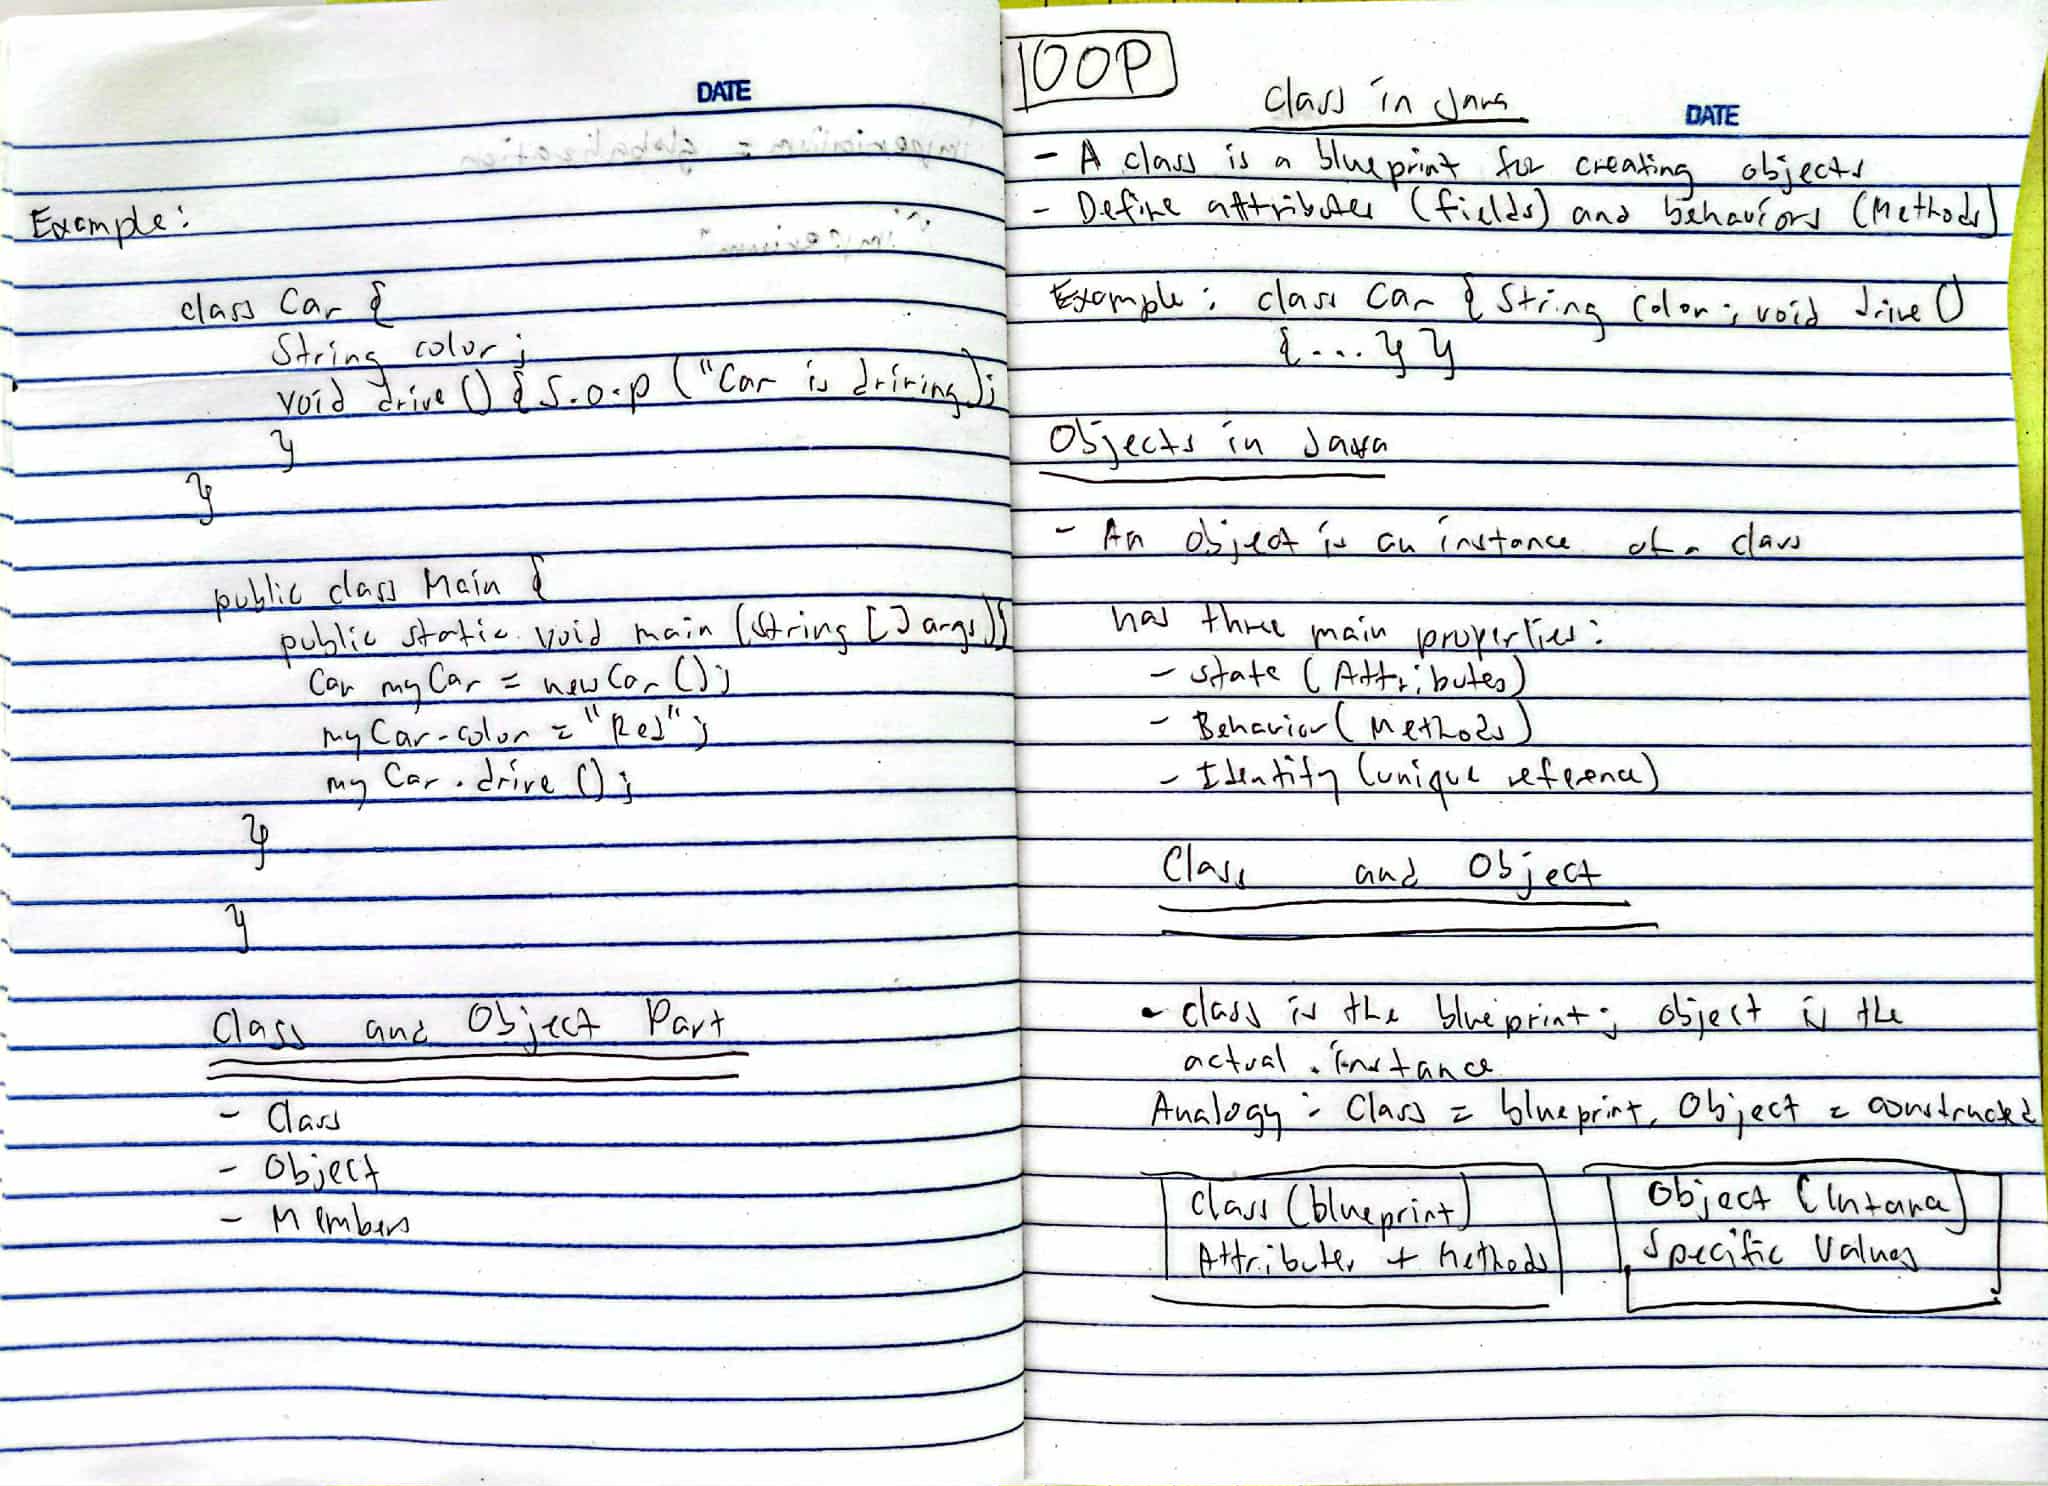 DATE
Example:
class Car {
String color;
void drive () { S.o.p ("Car is driving);
}
}
public class Main {
public static void main (String [] args) {
Car myCar = new Car ();
myCar.color = "Red";
my Car.drive ();
}
}
Class and Object Part
- Class
- Object
- Members
OOP
class in Java
DATE
- A class is a blueprint for creating objects
- Define attributes (fields) and behaviors (Methods)
Example: class Car { String color; void drive ()
{... } }
Objects in Java
- An object is an instance of a class
has three main properties:
- state (Attributes)
- Behavior (Methods)
- Identity (unique reference)
Class and Object
- class is the blueprint; object is the
actual instance
Analogy: Class = blueprint, Object = constructed
Class (blueprint)
Attributes + Methods
Object (Intance)
Specific Values